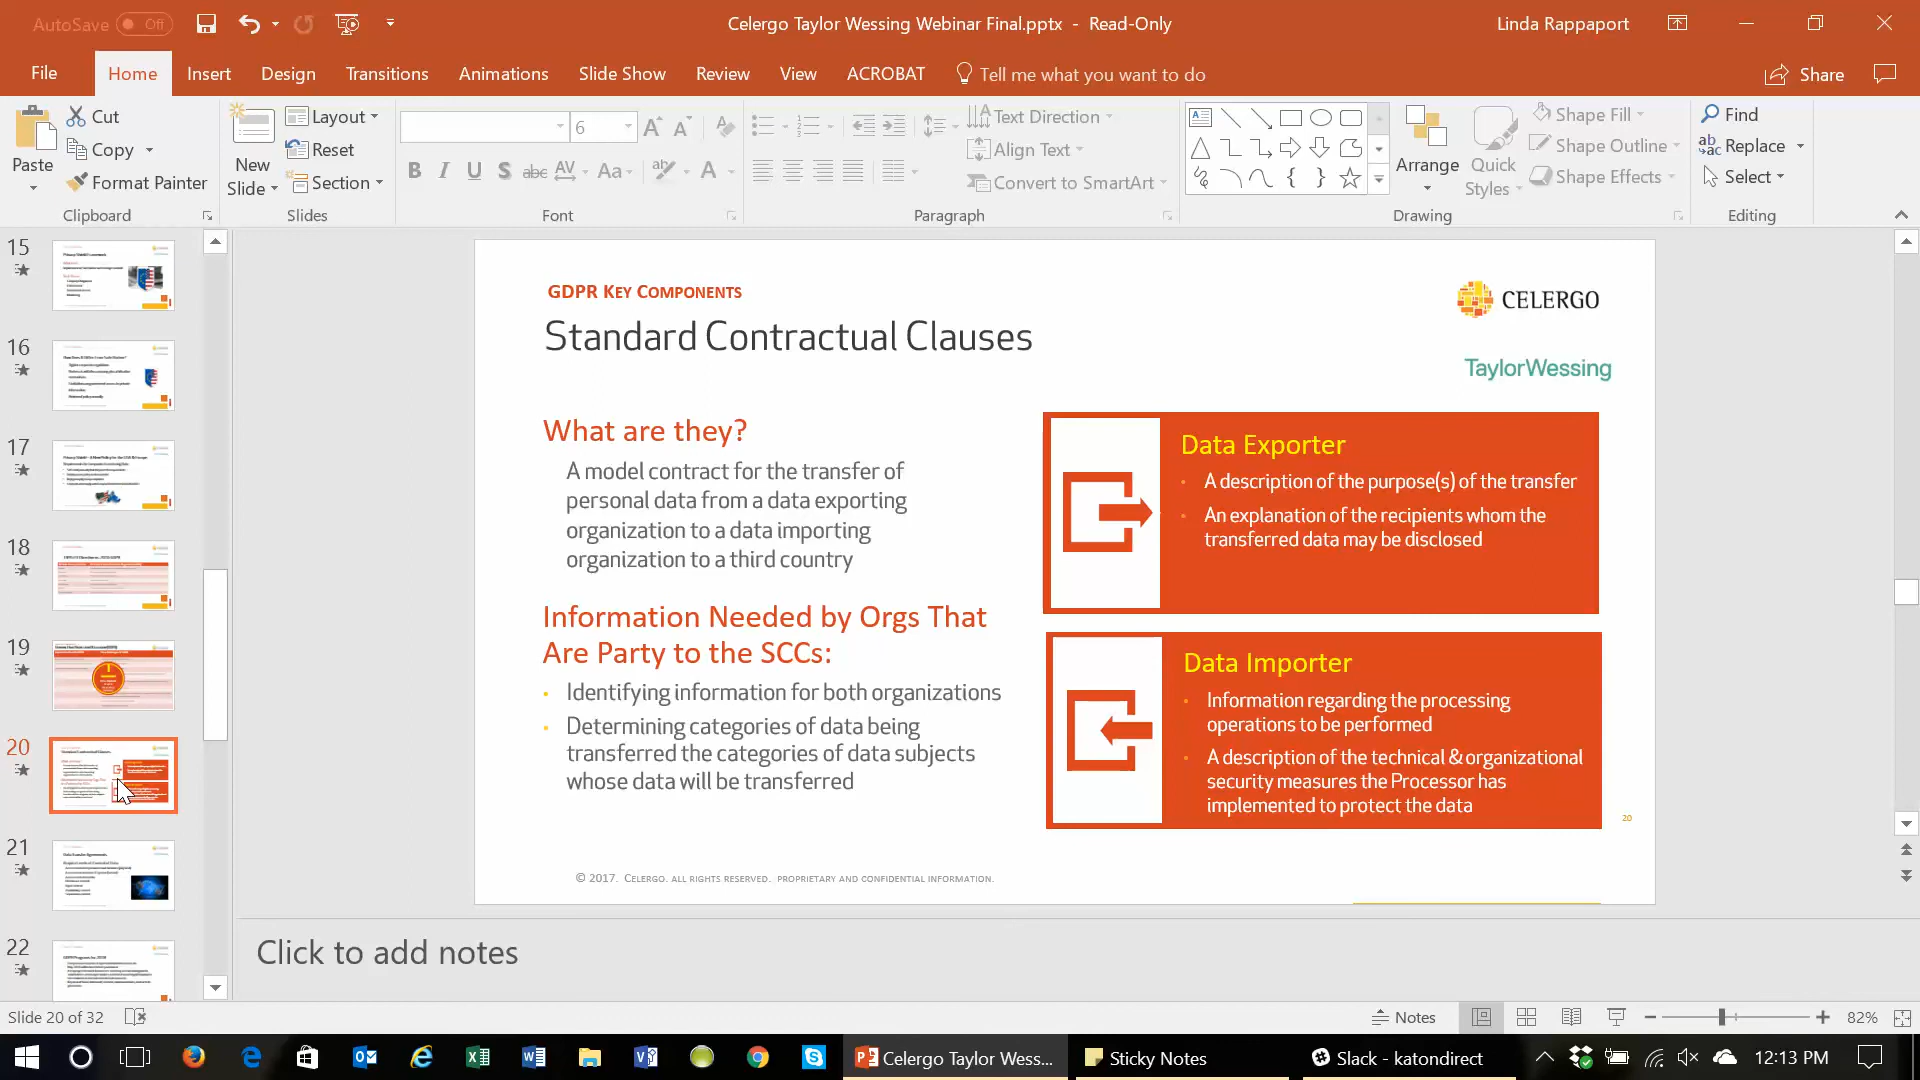 AutoSave Off
Celergo Taylor Wessing Webinar Final.pptx - Read-Only
Linda Rappaport
File Home Insert Design Transitions Animations Slide Show Review View ACROBAT Tell me what you want to do Share
Paste
Cut
Copy
Format Painter
Clipboard
New Slide
Layout
Reset
Section
Slides
6
Font
Text Direction
Align Text
Convert to SmartArt
Paragraph
Arrange
Quick Styles
Shape Fill
Shape Outline
Shape Effects
Drawing
Find
Replace
Select
Editing
15
16
17
18
19
20
21
22
GDPR KEY COMPONENTS
Standard Contractual Clauses
CELERGO
TaylorWessing
What are they?
A model contract for the transfer of
personal data from a data exporting
organization to a data importing
organization to a third country
Information Needed by Orgs That
Are Party to the SCCs:
• Identifying information for both organizations
• Determining categories of data being
transferred the categories of data subjects
whose data will be transferred
Data Exporter
• A description of the purpose(s) of the transfer
• An explanation of the recipients whom the
transferred data may be disclosed
Data Importer
• Information regarding the processing
operations to be performed
• A description of the technical & organizational
security measures the Processor has
implemented to protect the data
20
© 2017. CELERGO. ALL RIGHTS RESERVED. PROPRIETARY AND CONFIDENTIAL INFORMATION.
Click to add notes
Slide 20 of 32
Notes
82%
Celergo Taylor Wess...
Sticky Notes
Slack - katondirect
12:13 PM